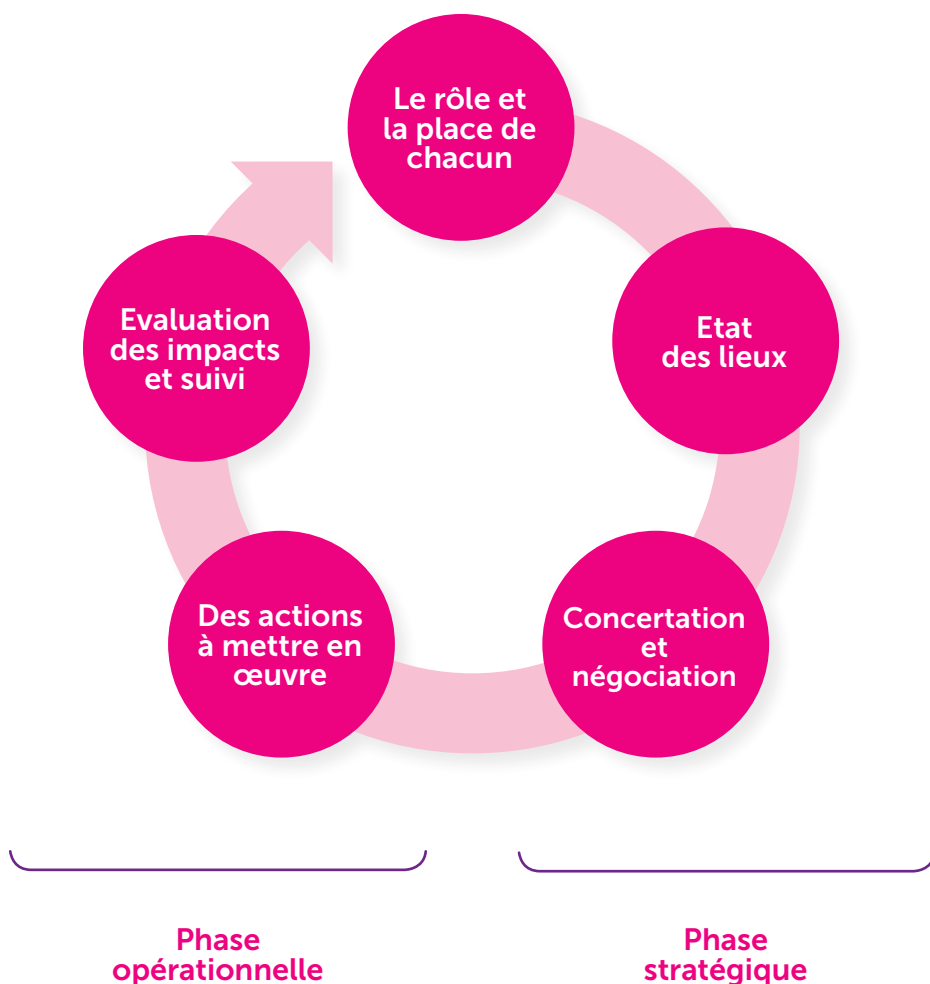 Le rôle et
la place de
chacun
Etat
des lieux
Concertation
et
négociation
Des actions
à mettre en
œuvre
Evaluation
des impacts
et suivi
Phase
opérationnelle
Phase
stratégique